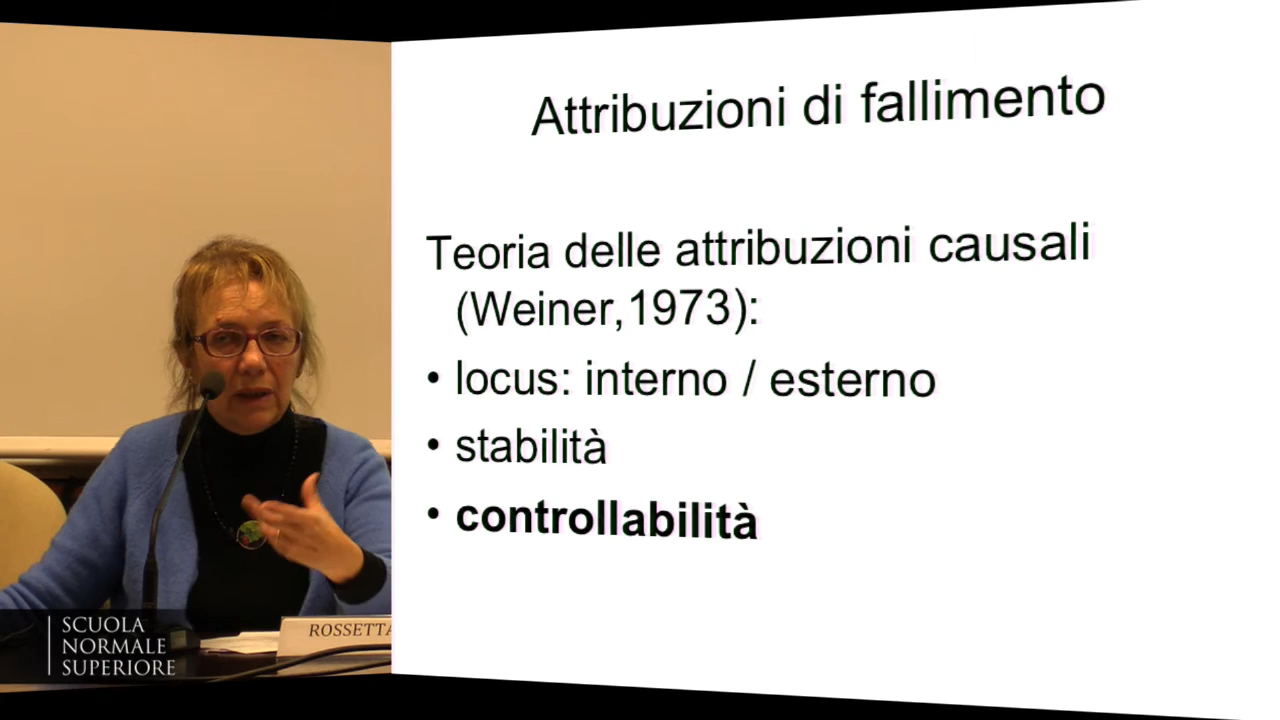 Attribuzioni di fallimento
Teoria delle attribuzioni causali
(Weiner,1973):
• locus: interno / esterno
• stabilità
• controllabilità
ROSSETTA
SCUOLA
NORMALE
SUPERIORE